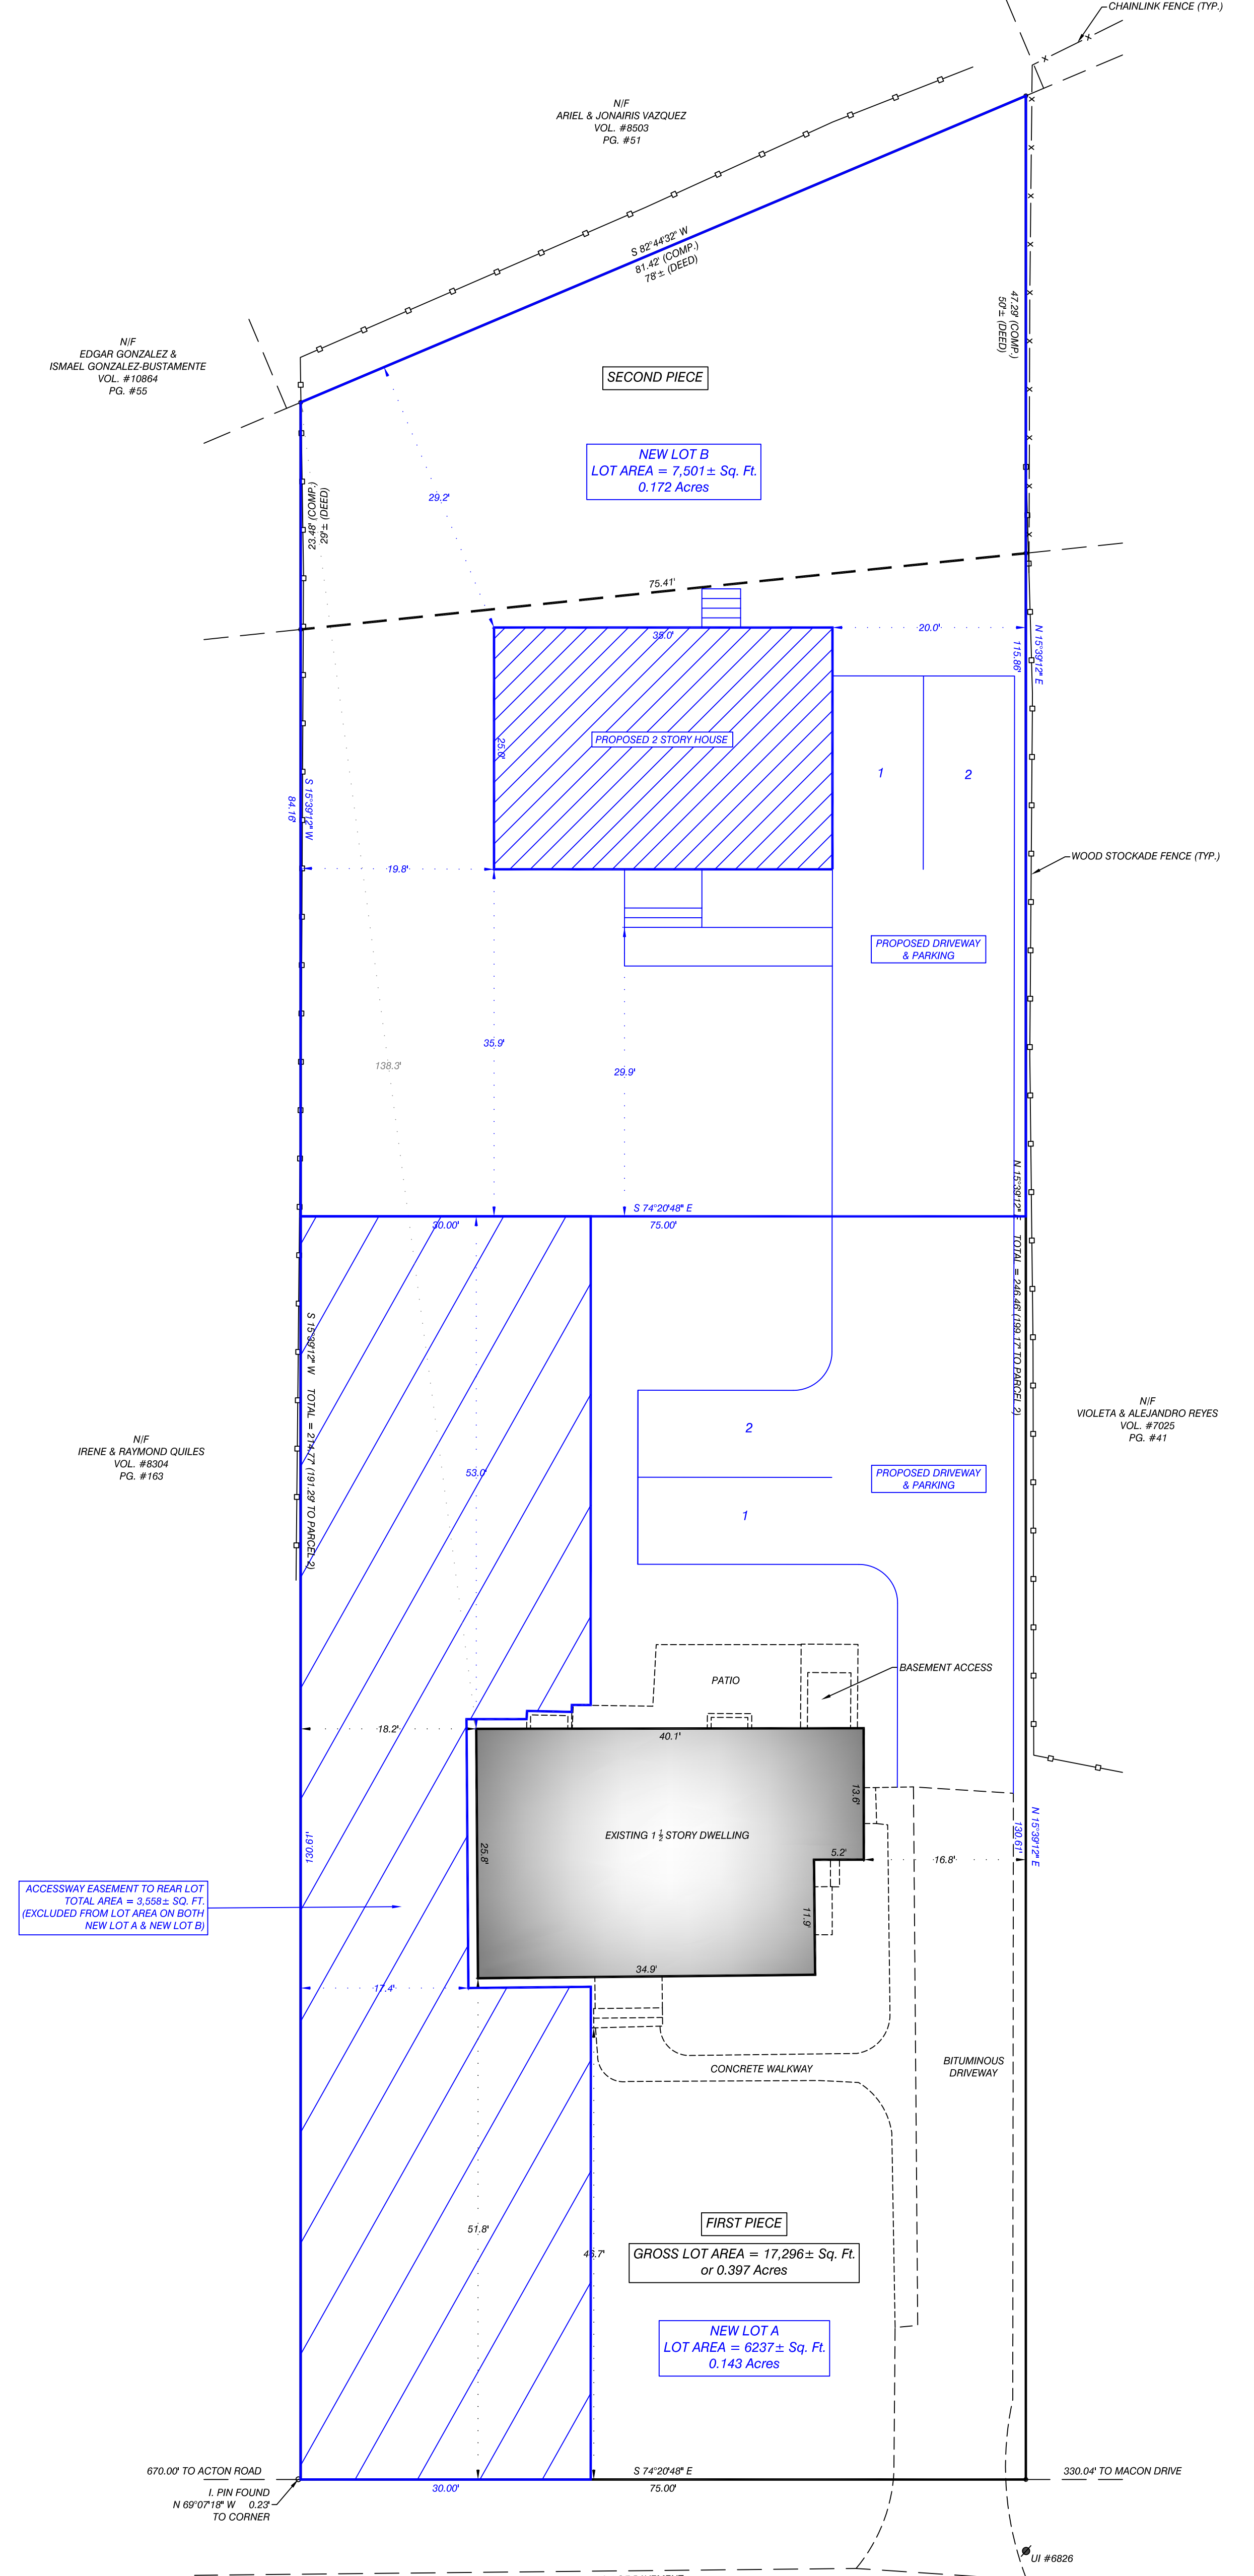 CHAINLINK FENCE (TYP.)
N/F
ARIEL & JONAIRIS VAZQUEZ
VOL. #8503
PG. #51
S 82°44'32" W
81.42' (COMP.)
78'± (DEED)
47.29' (COMP.)
50'± (DEED)
N/F
EDGAR GONZALEZ &
ISMAEL GONZALEZ-BUSTAMENTE
VOL. #10864
PG. #55
SECOND PIECE
NEW LOT B
LOT AREA = 7,501± Sq. Ft.
0.172 Acres
29.2'
23.48' (COMP.)
29'± (DEED)
75.41'
35.0'
20.0'
N 15°39'12" E
115.86'
25.0'
PROPOSED 2 STORY HOUSE
1
2
S 15°39'12" W
84.16'
WOOD STOCKADE FENCE (TYP.)
19.8'
PROPOSED DRIVEWAY
& PARKING
35.9'
138.3'
29.9'
S 74°20'48" E
30.00'
75.00'
N 15°39'12" E TOTAL = 246.46' (199.17' TO PARCEL 2)
S 15°39'12" W TOTAL = 214.77' (191.29' TO PARCEL 2)
N/F
VIOLETA & ALEJANDRO REYES
VOL. #7025
PG. #41
N/F
IRENE & RAYMOND QUILES
VOL. #8304
PG. #163
2
53.0'
PROPOSED DRIVEWAY
& PARKING
1
BASEMENT ACCESS
PATIO
18.2'
40.1'
13.6'
EXISTING 1 1/2 STORY DWELLING
25.8'
5.2'
16.8'
N 15°39'12" E
130.61'
130.61'
ACCESSWAY EASEMENT TO REAR LOT
TOTAL AREA = 3,558± SQ. FT.
(EXCLUDED FROM LOT AREA ON BOTH
NEW LOT A & NEW LOT B)
11.9'
34.9'
17.4'
CONCRETE WALKWAY
BITUMINOUS
DRIVEWAY
51.8'
46.7'
FIRST PIECE
GROSS LOT AREA = 17,296± Sq. Ft.
or 0.397 Acres
NEW LOT A
LOT AREA = 6237± Sq. Ft.
0.143 Acres
670.00' TO ACTON ROAD
S 74°20'48" E
330.04' TO MACON DRIVE
30.00'
75.00'
I. PIN FOUND
N 69°07'18" W 0.23'
TO CORNER
UI #6826